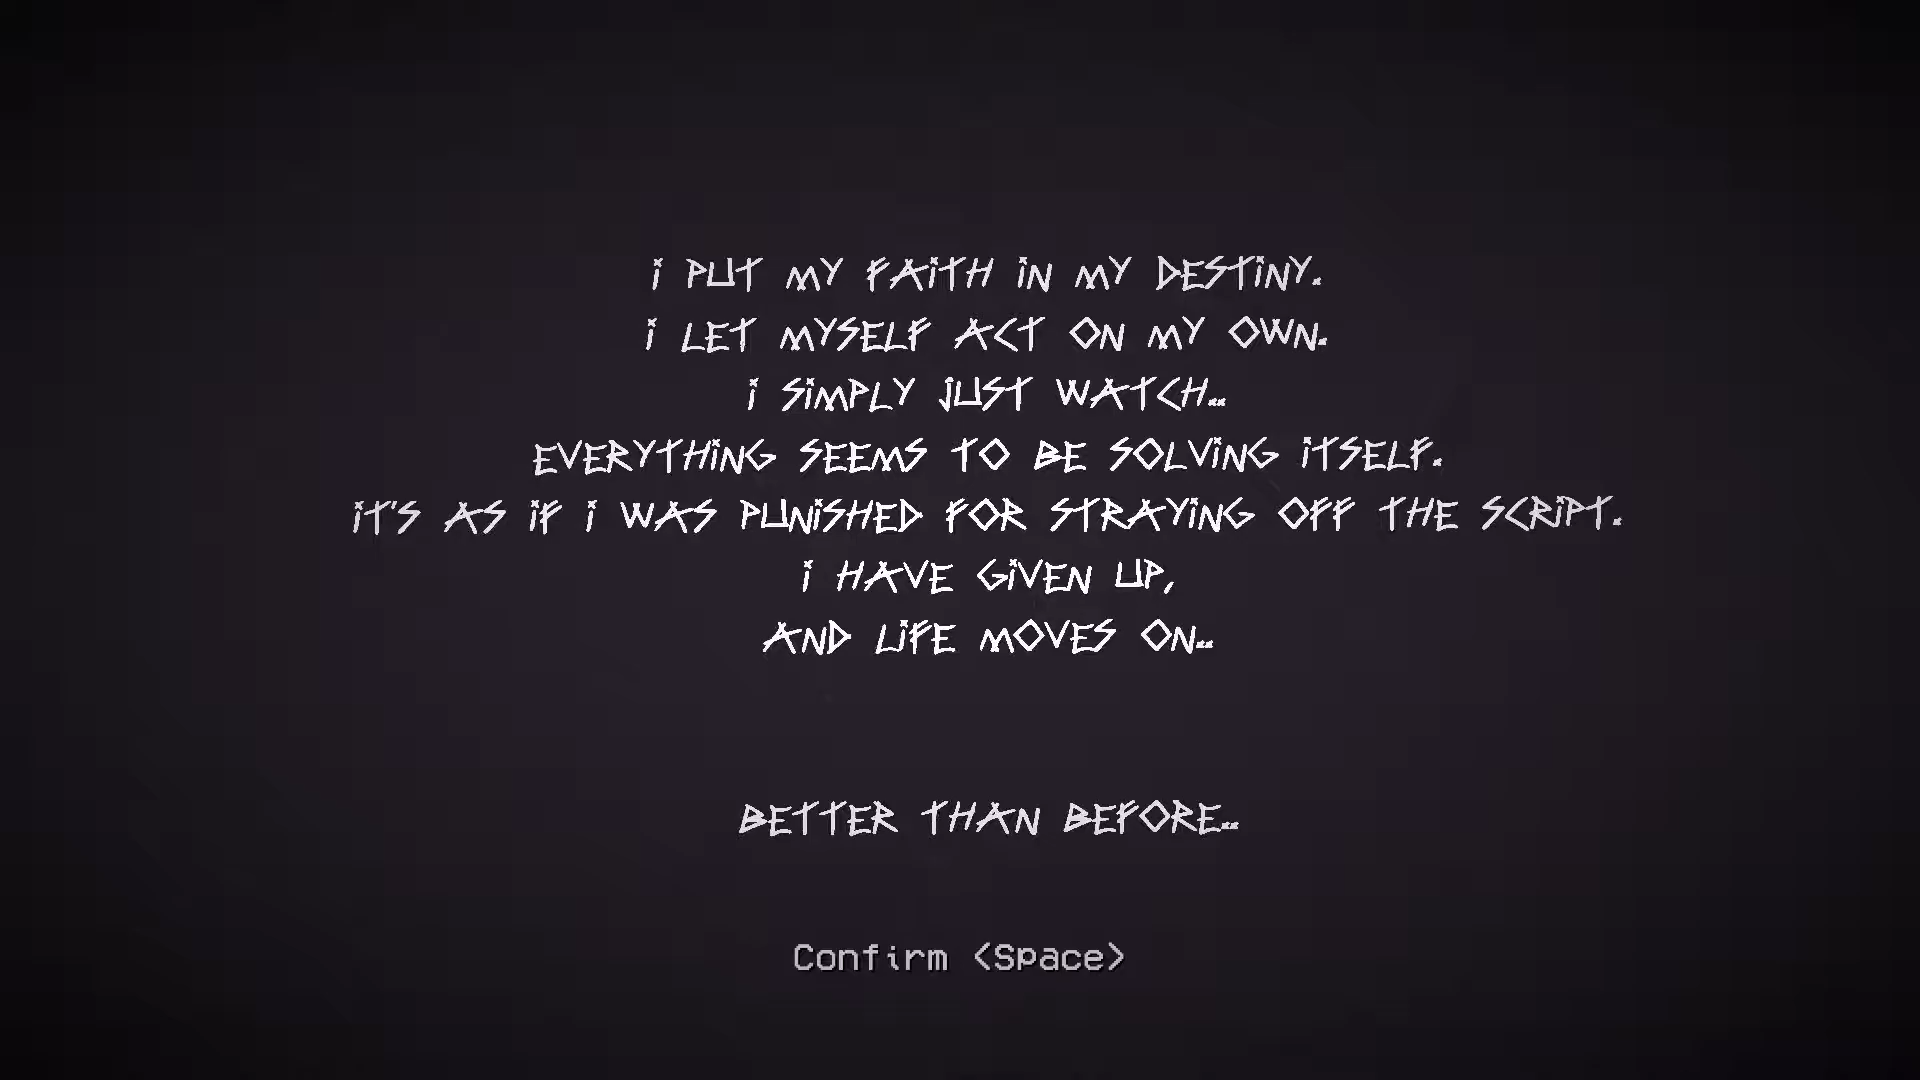 i PUT MY FAiTH iN MY DESTiNY.
i LET MYSELF ACT ON MY OWN.
i SiMPLY JUST WATCH..
EVERYTHiNG SEEMS TO BE SOLViNG iTSELF.
iT'S AS iF i WAS PUNiSHED FOR STRAYiNG OFF THE SCRiPT.
i HAVE GiVEN UP,
AND LiFE MOVES ON..
BETTER THAN BEFORE..
Confirm <Space>